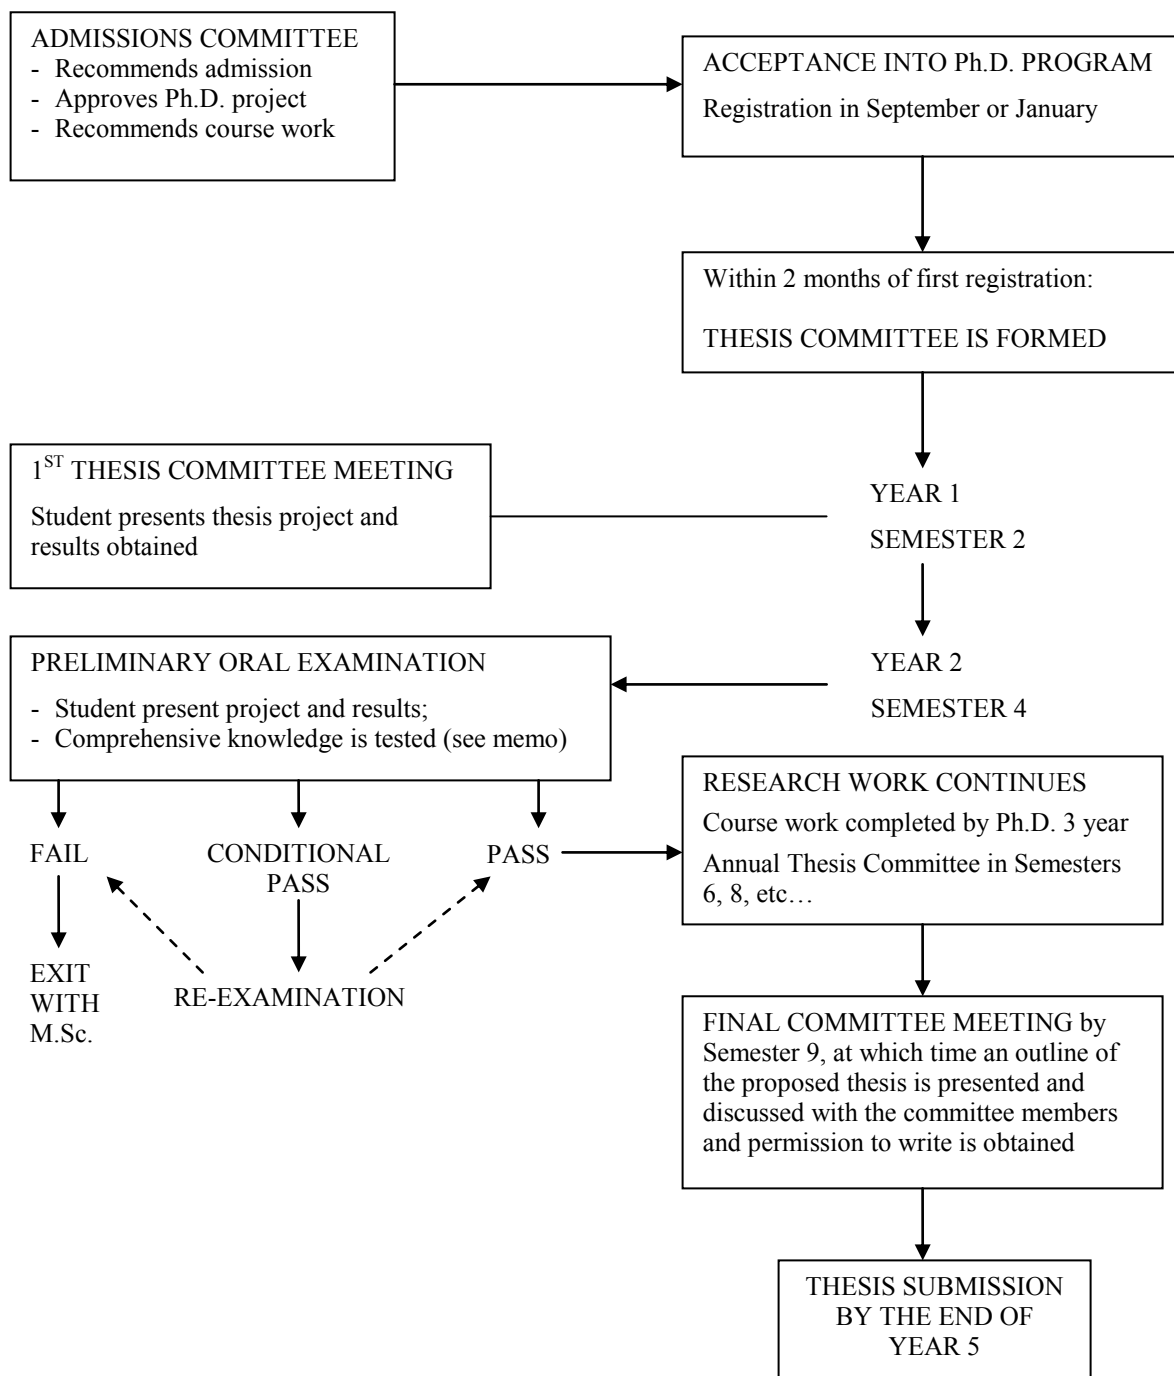 ADMISSIONS COMMITTEE
- Recommends admission
- Approves Ph.D. project
- Recommends course work
ACCEPTANCE INTO Ph.D. PROGRAM
Registration in September or January
Within 2 months of first registration:
THESIS COMMITTEE IS FORMED
1ST THESIS COMMITTEE MEETING
Student presents thesis project and
results obtained
YEAR 1
SEMESTER 2
YEAR 2
SEMESTER 4
PRELIMINARY ORAL EXAMINATION
- Student present project and results;
- Comprehensive knowledge is tested (see memo)
FAIL
CONDITIONAL
PASS
PASS
EXIT
WITH
M.Sc.
RE-EXAMINATION
RESEARCH WORK CONTINUES
Course work completed by Ph.D. 3 year
Annual Thesis Committee in Semesters
6, 8, etc…
FINAL COMMITTEE MEETING by
Semester 9, at which time an outline of
the proposed thesis is presented and
discussed with the committee members
and permission to write is obtained
THESIS SUBMISSION
BY THE END OF
YEAR 5